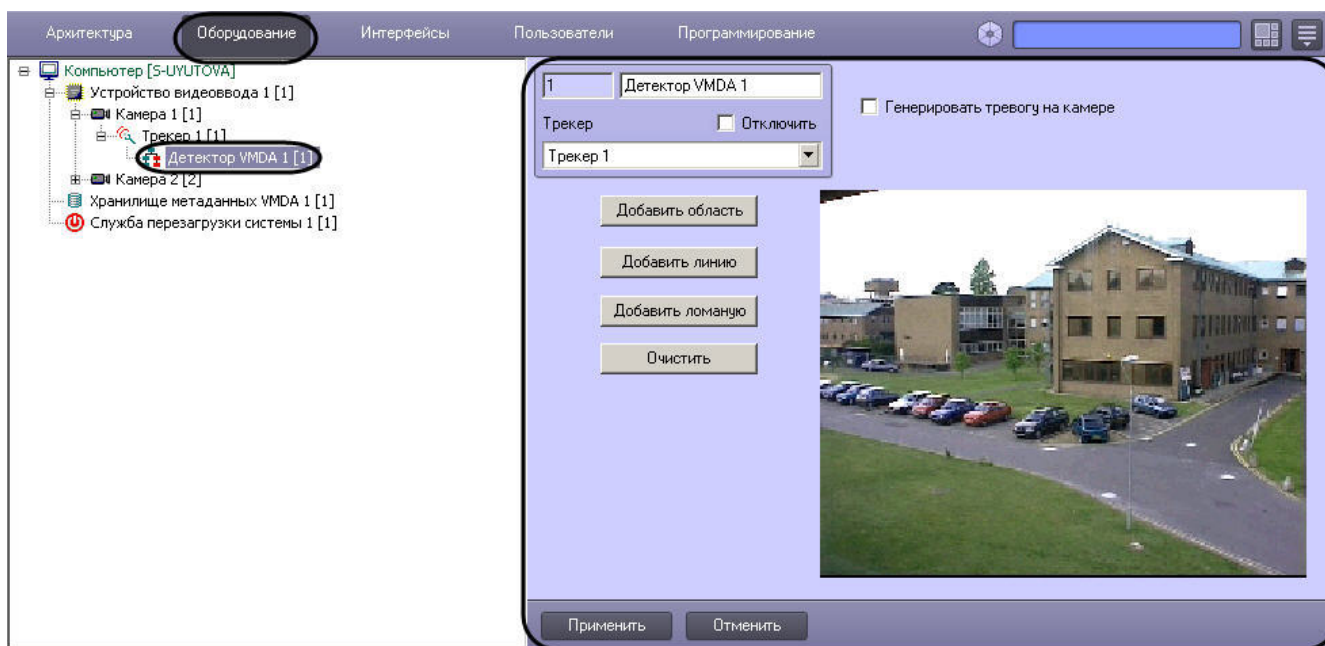 Архитектура Оборудование Интерфейсы Пользователи Программирование
Компьютер [S-UYUTOVA]
Устройство видеоввода 1 [1]
Камера 1 [1]
Трекер 1 [1]
Детектор VMDA 1 [1]
Камера 2 [2]
Хранилище метаданных VMDA 1 [1]
Служба перезагрузки системы 1 [1]
1 Детектор VMDA 1
Трекер Отключить
Трекер 1
Генерировать тревогу на камере
Добавить область
Добавить линию
Добавить ломаную
Очистить
Применить Отменить